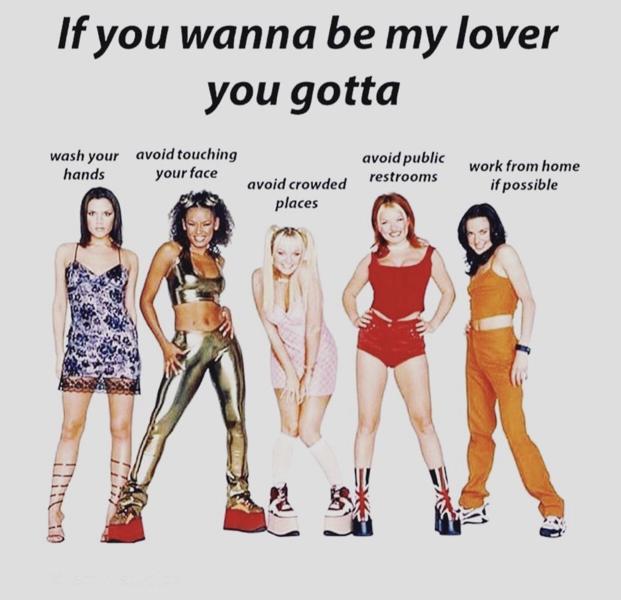 If you wanna be my lover
you gotta
wash your
hands
avoid touching
your face
avoid crowded
places
avoid public
restrooms
work from home
if possible